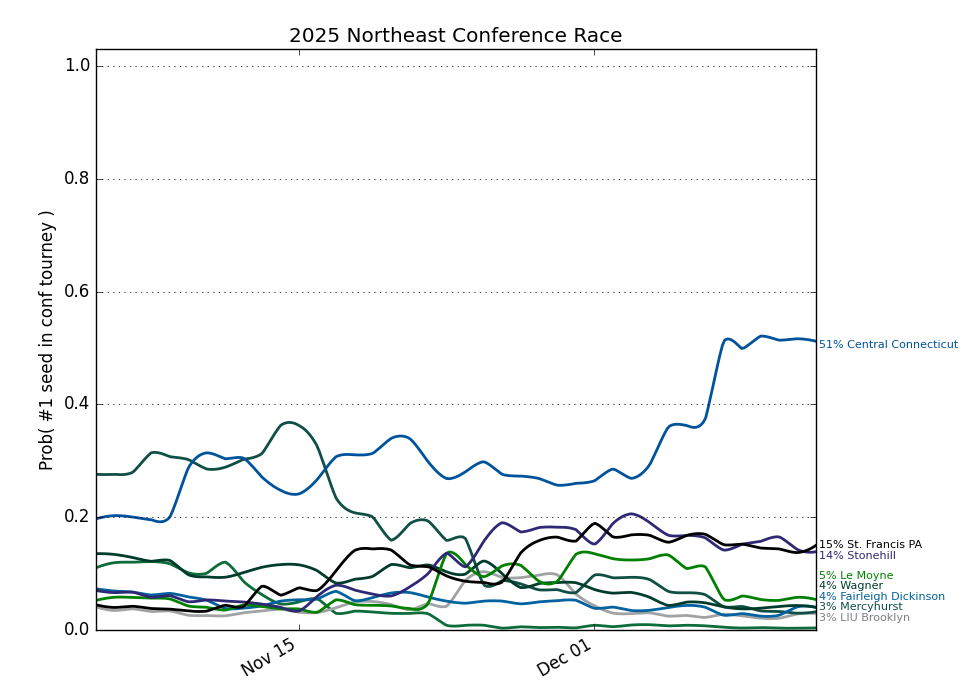 2025 Northeast Conference Race
Prob( #1 seed in conf tourney )
1.0
0.8
0.6
0.4
0.2
0.0
Nov 15
Dec 01
51% Central Connecticut
15% St. Francis PA
14% Stonehill
5% Le Moyne
4% Wagner
4% Faireigh Dickinson
3% Mercyhurst
3% LIU Brooklyn